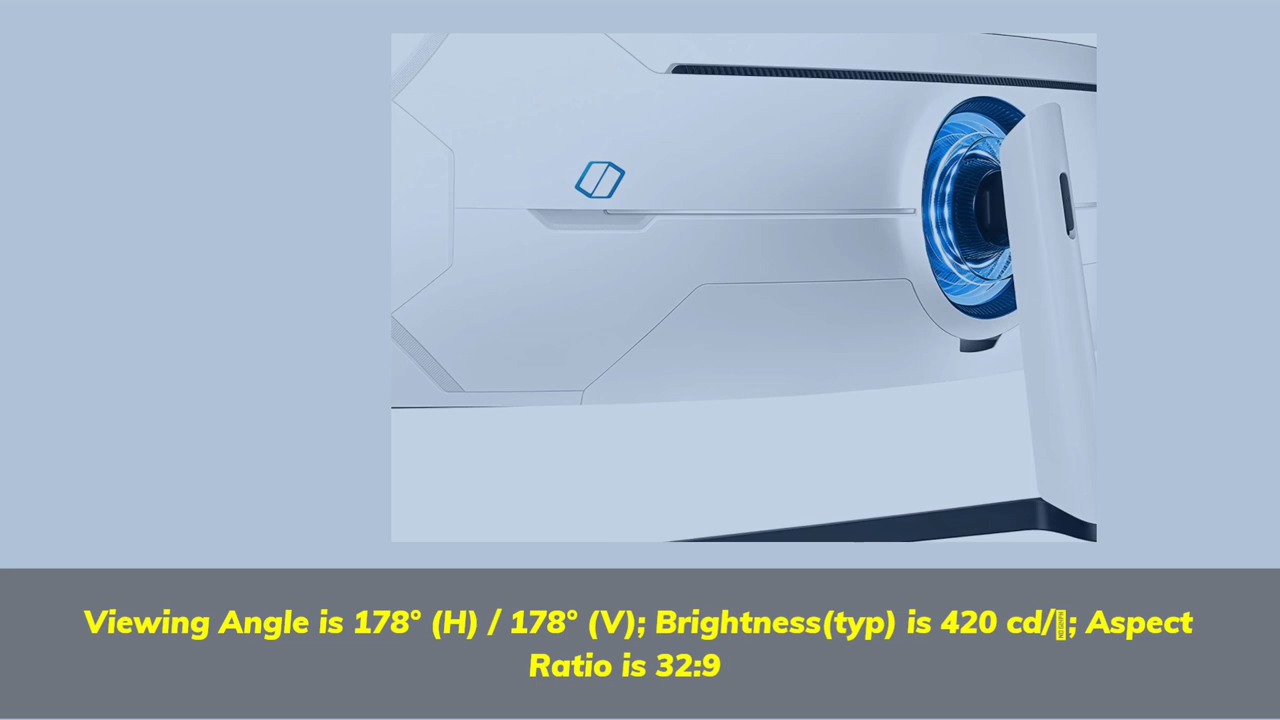 Viewing Angle is 178° (H) / 178° (V); Brightness(typ) is 420 cd/; Aspect
Ratio is 32:9